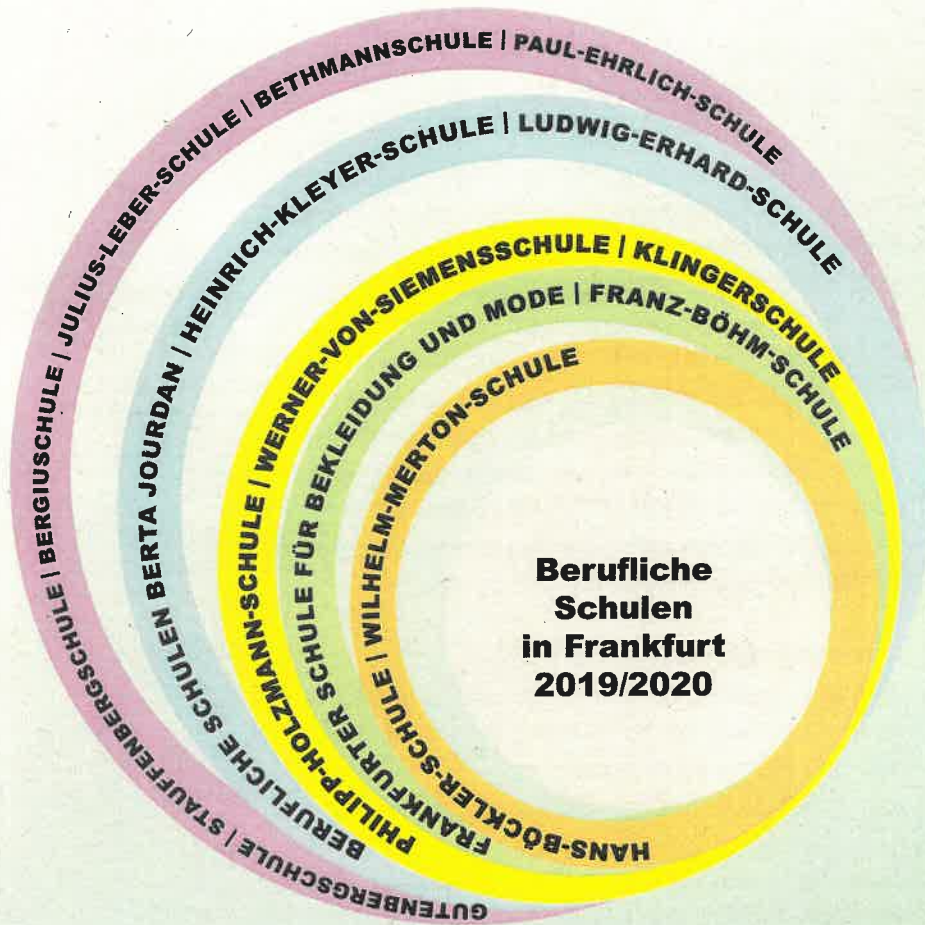 GUTENBERGSCHULE | STAUFFENBERGSCHULE | BERGIUSCHULE | JULIUS-LEBER-SCHULE | BETHMANNSCHULE | PAUL-EHRLICH-SCHULE
BERUFLICHE SCHULEN BERTA JOURDAN | HEINRICH-KLEYER-SCHULE | LUDWIG-ERHARD-SCHULE
PHILIPP-HOLZMANN-SCHULE | WERNER-VON-SIEMENSSCHULE | KLINGERSCHULE
FRANKFURTER SCHULE FÜR BEKLEIDUNG UND MODE | FRANZ-BÖHM-SCHULE
HANS-BÖCKLER-SCHULE | WILHELM-MERTON-SCHULE
Berufliche
Schulen
in Frankfurt
2019/2020